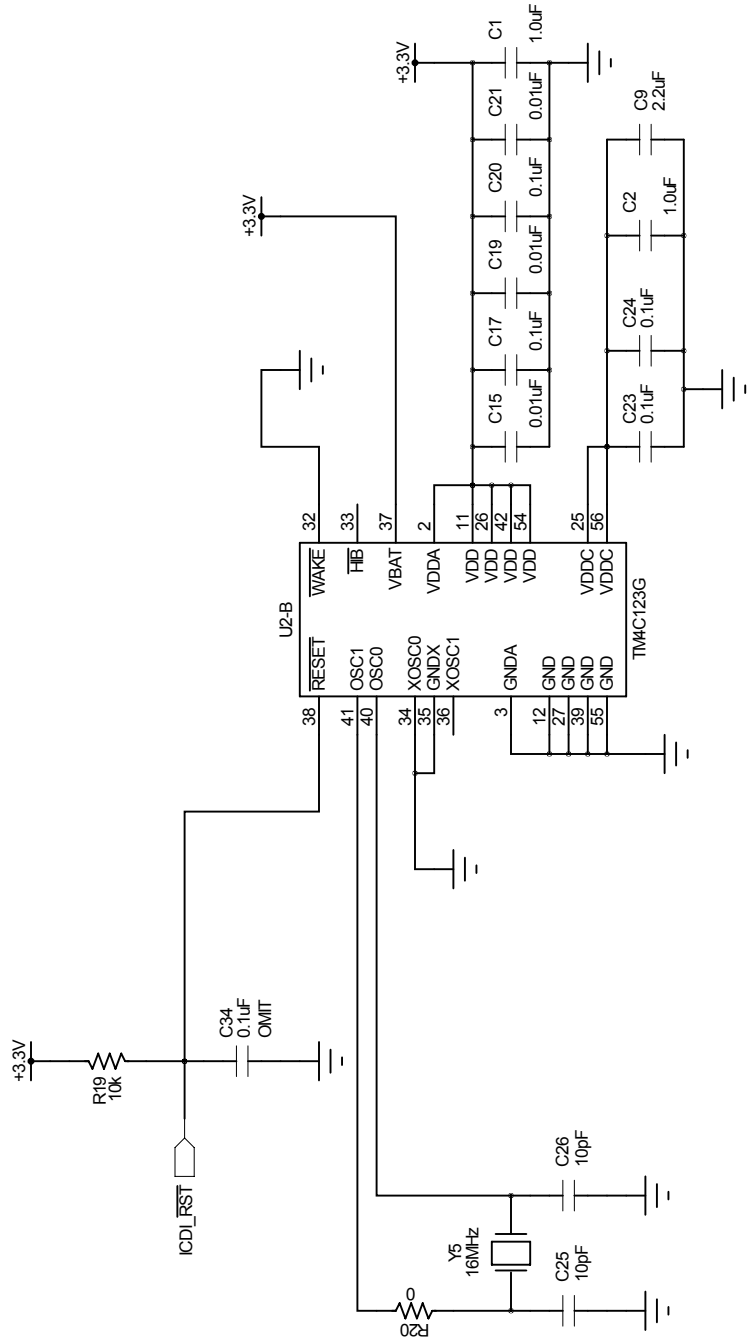 +3.3V
R19
10k
C34
0.1uF
OMIT
ICDI_RST
R20
0
Y5
16MHz
C25
10pF
C26
10pF
U2-B
38
RESET
41
OSC1
40
OSC0
34
XOSC0
35
GNDX
36
XOSC1
3
GNDA
12
GND
27
GND
39
GND
55
GND
WAKE
32
HIB
33
VBAT
37
VDDA
2
VDD
11
VDD
26
VDD
42
VDD
54
VDDC
25
VDDC
56
TM4C123G
+3.3V
+3.3V
C15
0.01uF
C17
0.1uF
C19
0.01uF
C20
0.1uF
C21
0.01uF
C1
1.0uF
C23
0.1uF
C24
0.1uF
C2
1.0uF
C9
2.2uF